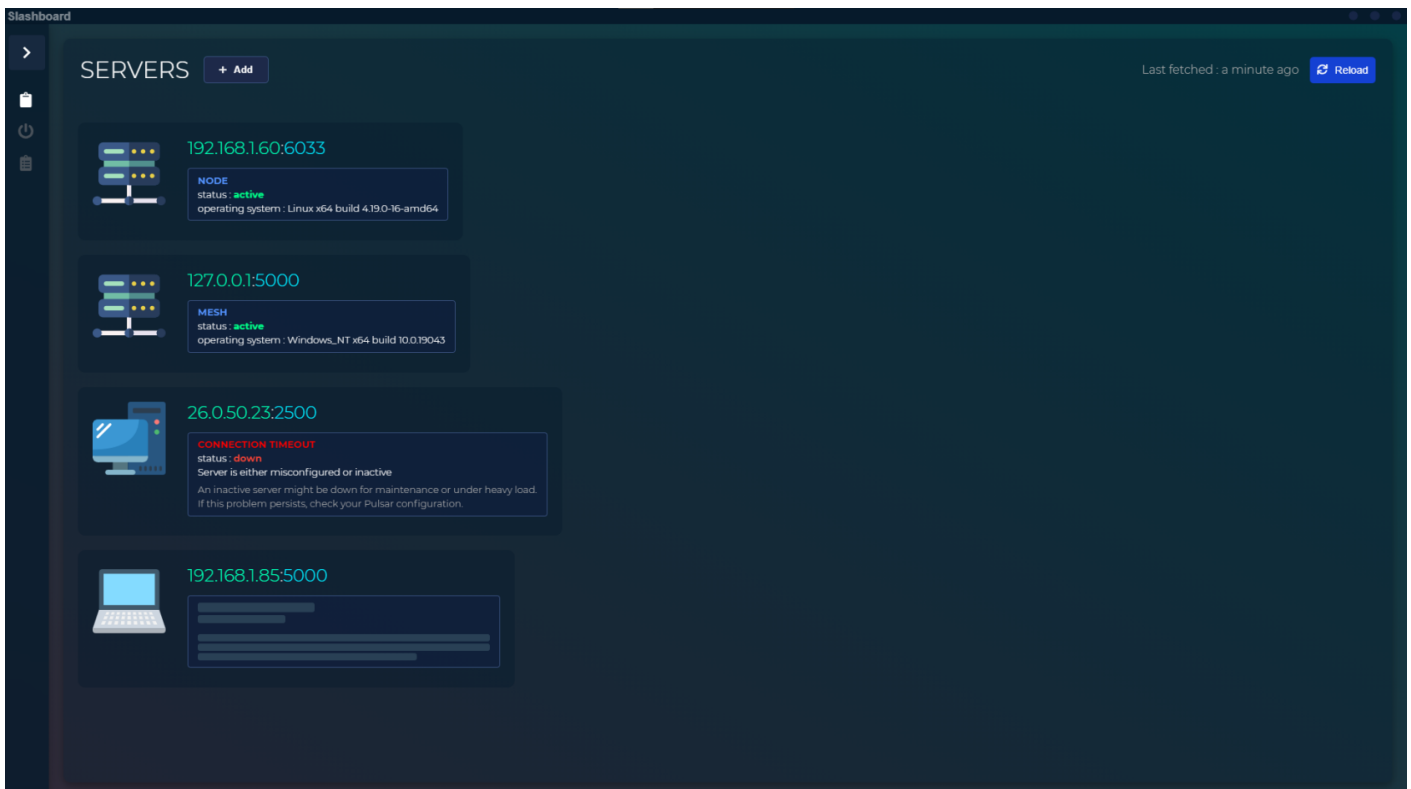 Slashboard
SERVERS
+ Add
Last fetched : a minute ago
Reload
192.168.1.60:6033
NODE
status : active
operating system : Linux x64 build 4.19.0-16-amd64
127.0.0.1:5000
MESH
status : active
operating system : Windows_NT x64 build 10.0.19043
26.0.50.23:2500
CONNECTION TIMEOUT
status : down
Server is either misconfigured or inactive
An inactive server might be down for maintenance or under heavy load.
If this problem persists, check your Pulsar configuration.
192.168.1.85:5000